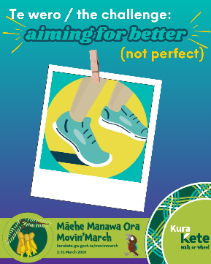 Te wero / the challenge:
aiming for better
(not perfect)
Māehe Manawa Ora
Movin'March
Kura
Kete
Walk or Wheel